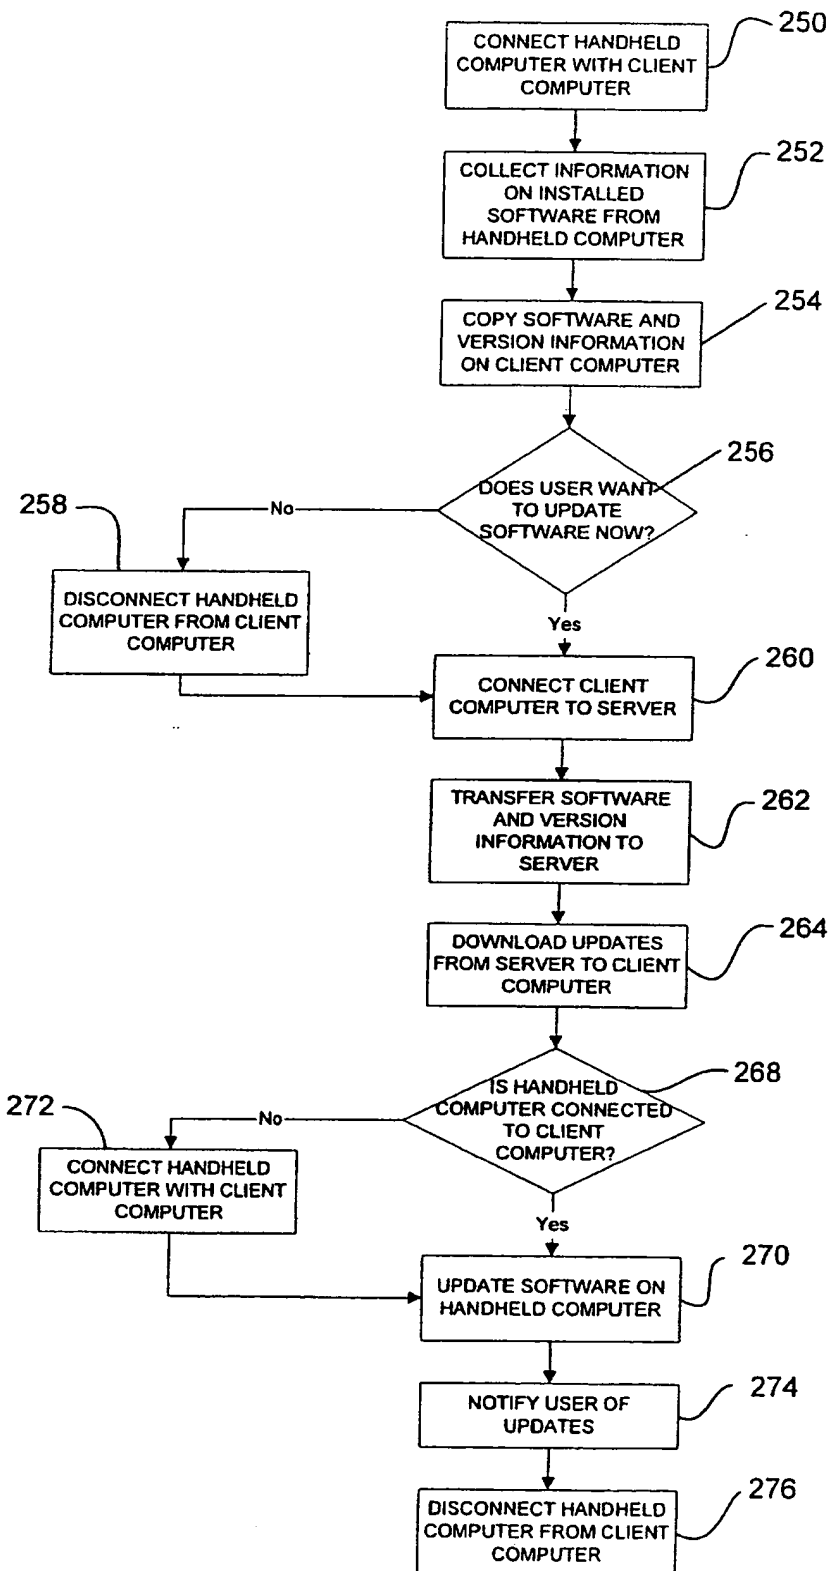 250
CONNECT HANDHELD
COMPUTER WITH CLIENT
COMPUTER
252
COLLECT INFORMATION
ON INSTALLED
SOFTWARE FROM
HANDHELD COMPUTER
254
COPY SOFTWARE AND
VERSION INFORMATION
ON CLIENT COMPUTER
256
DOES USER WANT
TO UPDATE
SOFTWARE NOW?
No
258
DISCONNECT HANDHELD
COMPUTER FROM CLIENT
COMPUTER
Yes
260
CONNECT CLIENT
COMPUTER TO SERVER
262
TRANSFER SOFTWARE
AND VERSION
INFORMATION TO
SERVER
264
DOWNLOAD UPDATES
FROM SERVER TO CLIENT
COMPUTER
268
IS HANDHELD
COMPUTER CONNECTED
TO CLIENT
COMPUTER?
No
272
CONNECT HANDHELD
COMPUTER WITH CLIENT
COMPUTER
Yes
270
UPDATE SOFTWARE ON
HANDHELD COMPUTER
274
NOTIFY USER OF
UPDATES
276
DISCONNECT HANDHELD
COMPUTER FROM CLIENT
COMPUTER